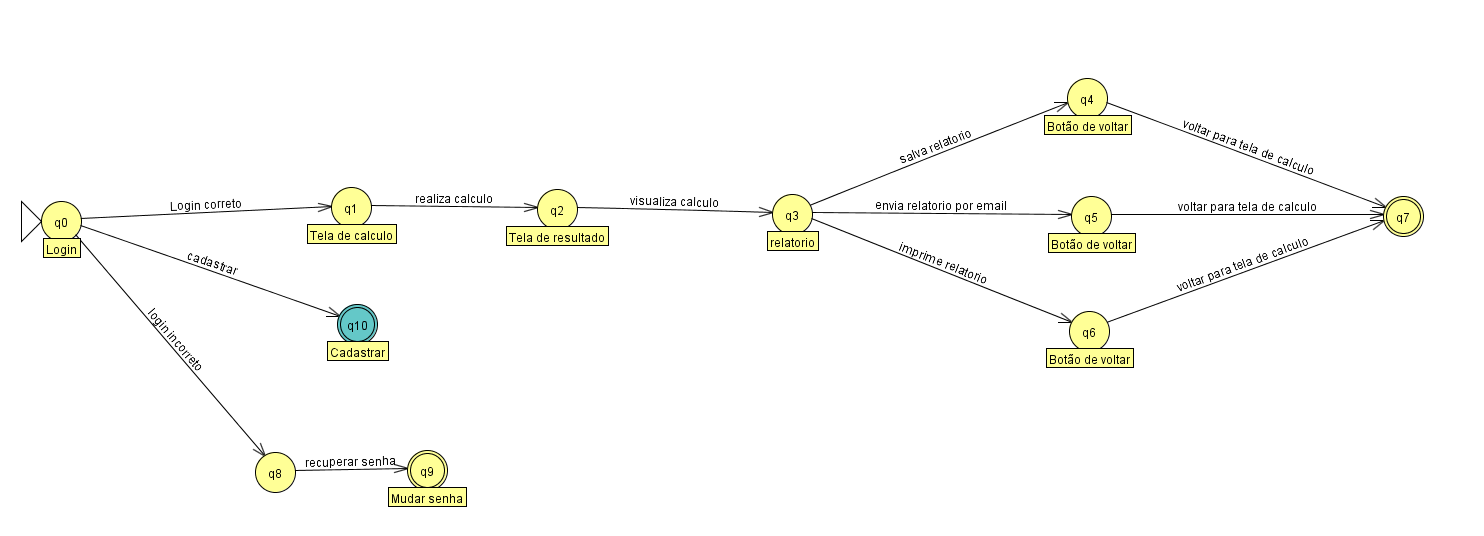 q0
Login
Login correto
cadastrar
login incorreto
q1
Tela de calculo
realiza calculo
q2
Tela de resultado
visualiza calculo
q3
relatorio
salva relatorio
envia relatorio por email
imprime relatorio
q4
Botão de voltar
voltar para tela de calculo
q5
Botão de voltar
voltar para tela de calculo
q6
Botão de voltar
voltar para tela de calculo
q7
q10
Cadastrar
q8
recuperar senha
q9
Mudar senha